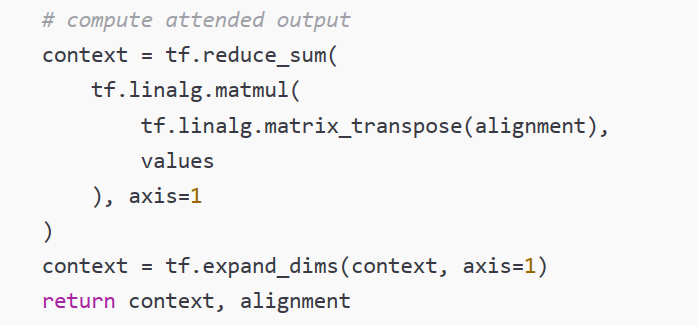 # compute attended output
context = tf.reduce_sum(
    tf.linalg.matmul(
        tf.linalg.matrix_transpose(alignment),
        values
    ), axis=1
)
context = tf.expand_dims(context, axis=1)
return context, alignment